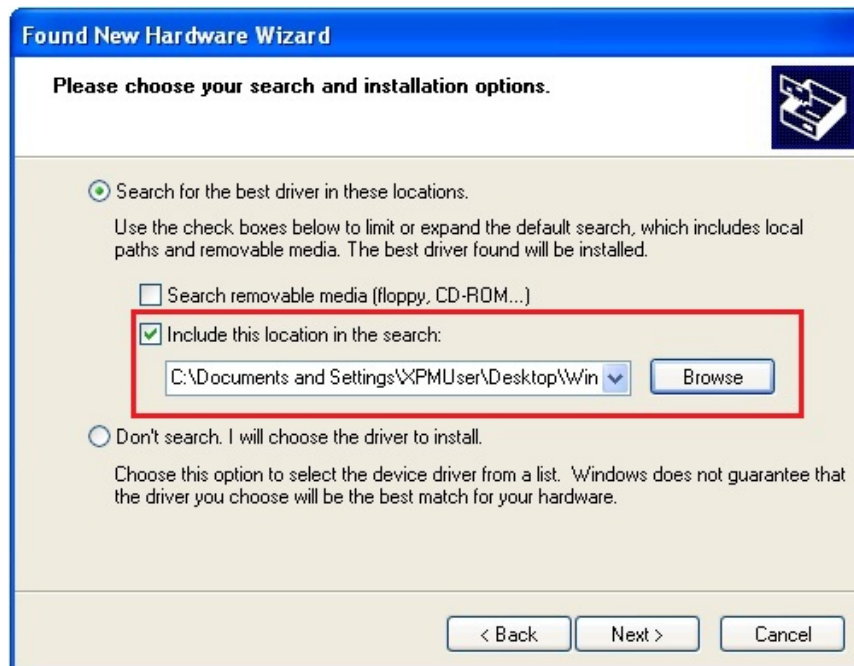 Found New Hardware Wizard
Please choose your search and installation options.
Search for the best driver in these locations.
Use the check boxes below to limit or expand the default search, which includes local
paths and removable media. The best driver found will be installed.
Search removable media (floppy, CD-ROM...)
Include this location in the search:
C:\Documents and Settings\XPMUser\Desktop\Win
Browse
Don't search. I will choose the driver to install.
Choose this option to select the device driver from a list. Windows does not guarantee that
the driver you choose will be the best match for your hardware.
< Back Next > Cancel